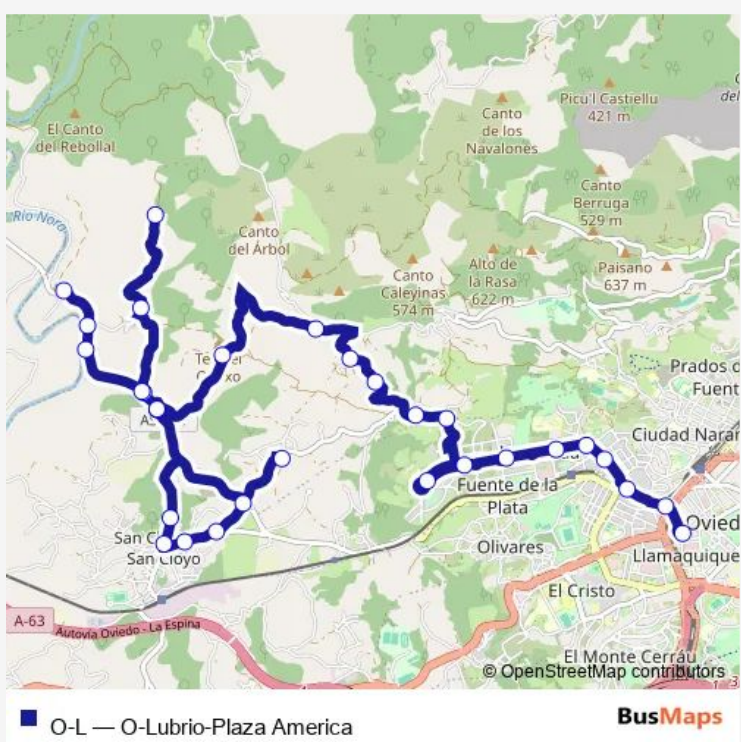 El Canto
del Rebollal
Canto
de los
Navalones
Picu'l Castiellu
421 m
del
Río Nora
Canto
del Árbol
Canto
Berruga
529 m
Canto
Caleyinas
574 m
Alto de
la Rasa
622 m
Paisano
637 m
Prados d
Fuent
Ciudad Naran
Fuente de la
Plata
Olivares
Ovied
Llamaquique
San C
San Cloyo
El Cristo
A-63
Autovía Oviedo - La Espina
El Monte Cerráu
© OpenStreetMap contributors
O-L — O-Lubrio-Plaza America
BusMaps